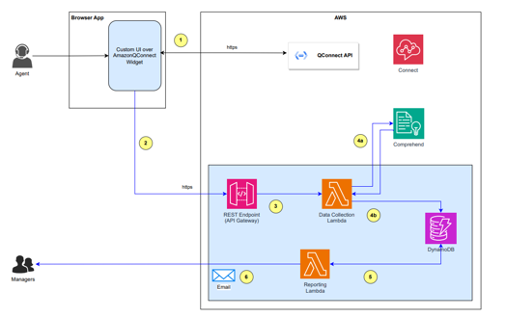 Browser App
AWS
Custom UI over
AmazonQConnect
Widget
1
https
QConnect API
Connect
Agent
2
4a
Comprehend
https
REST Endpoint
(API Gateway)
3
Data Collection
Lambda
4b
DynamoDB
Managers
Email
6
Reporting
Lambda
5